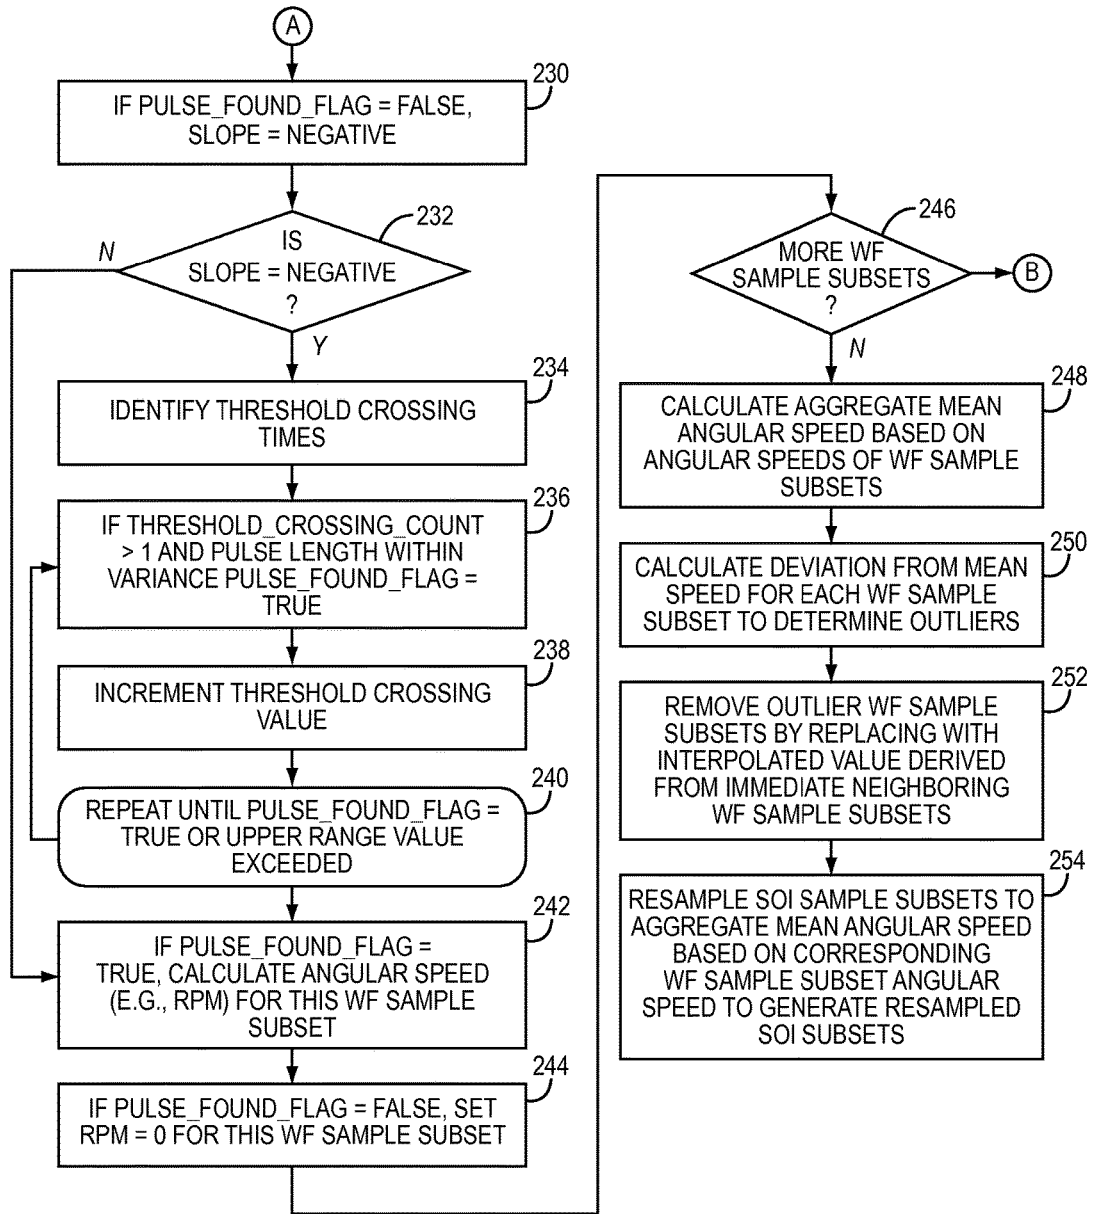 A
230
IF PULSE_FOUND_FLAG = FALSE,
SLOPE = NEGATIVE
232
IS
SLOPE = NEGATIVE
?
N
Y
234
IDENTIFY THRESHOLD CROSSING
TIMES
236
IF THRESHOLD_CROSSING_COUNT
> 1 AND PULSE LENGTH WITHIN
VARIANCE PULSE_FOUND_FLAG =
TRUE
238
INCREMENT THRESHOLD CROSSING
VALUE
240
REPEAT UNTIL PULSE_FOUND_FLAG =
TRUE OR UPPER RANGE VALUE
EXCEEDED
242
IF PULSE_FOUND_FLAG =
TRUE, CALCULATE ANGULAR SPEED
(E.G., RPM) FOR THIS WF SAMPLE
SUBSET
244
IF PULSE_FOUND_FLAG = FALSE, SET
RPM = 0 FOR THIS WF SAMPLE SUBSET
246
MORE WF
SAMPLE SUBSETS
?
B
N
248
CALCULATE AGGREGATE MEAN
ANGULAR SPEED BASED ON
ANGULAR SPEEDS OF WF SAMPLE
SUBSETS
250
CALCULATE DEVIATION FROM MEAN
SPEED FOR EACH WF SAMPLE
SUBSET TO DETERMINE OUTLIERS
252
REMOVE OUTLIER WF SAMPLE
SUBSETS BY REPLACING WITH
INTERPOLATED VALUE DERIVED
FROM IMMEDIATE NEIGHBORING
WF SAMPLE SUBSETS
254
RESAMPLE SOI SAMPLE SUBSETS TO
AGGREGATE MEAN ANGULAR SPEED
BASED ON CORRESPONDING
WF SAMPLE SUBSET ANGULAR
SPEED TO GENERATE RESAMPLED
SOI SUBSETS